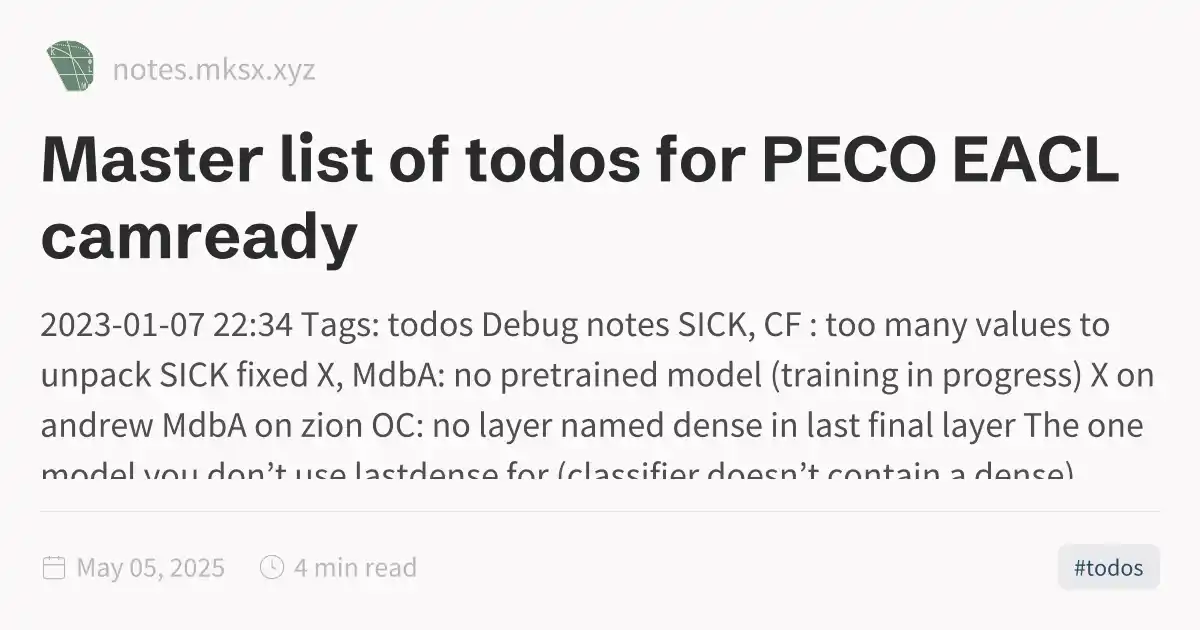 notes.mksx.xyz
Master list of todos for PECO EACL
camready
2023-01-07 22:34 Tags: todos Debug notes SICK, CF : too many values to
unpack SICK fixed X, MdbA: no pretrained model (training in progress) X on
andrew MdbA on zion OC: no layer named dense in last final layer The one
model you don’t use lastdense for (classifier doesn’t contain a dense)
May 05, 2025
4 min read
#todos